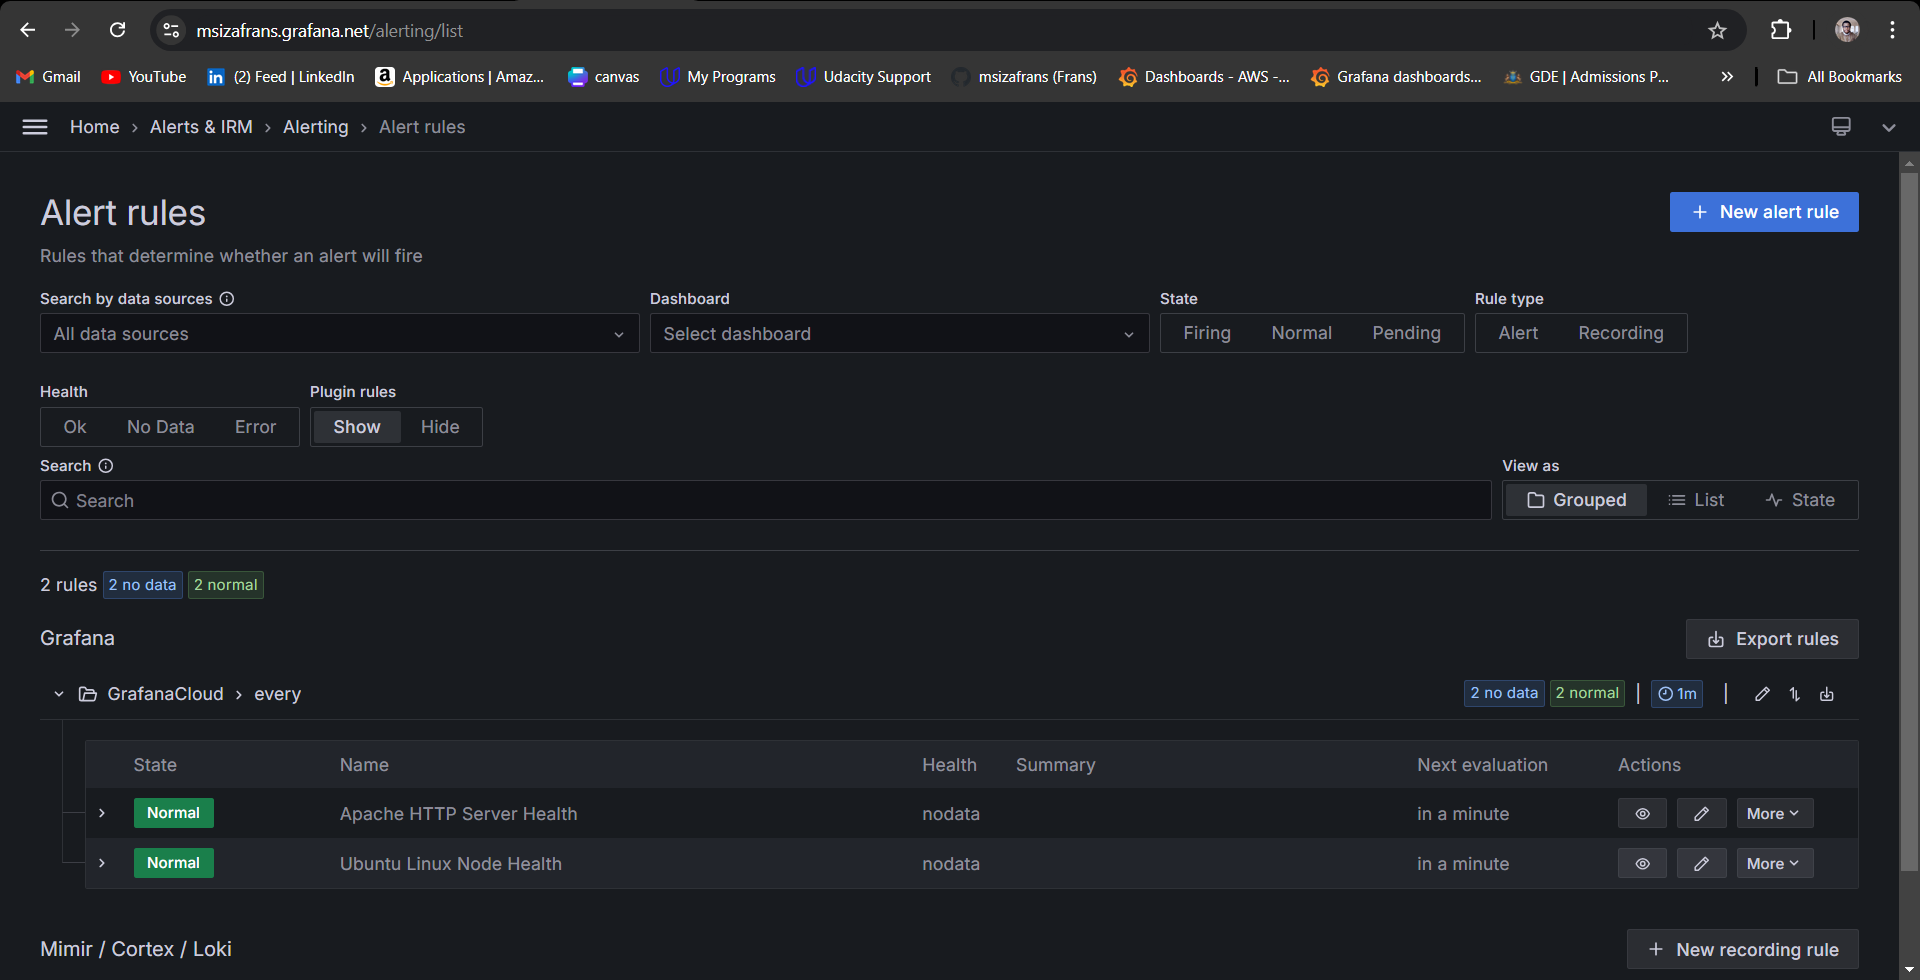 msizafrans.grafana.net/alerting/list
Gmail YouTube (2) Feed | LinkedIn Applications | Amaz... canvas My Programs Udacity Support msizafrans (Frans) Dashboards - AWS -... Grafana dashboards... GDE | Admissions P... All Bookmarks
Home › Alerts & IRM › Alerting › Alert rules
Alert rules
+ New alert rule
Rules that determine whether an alert will fire
Search by data sources Dashboard State Rule type
All data sources Select dashboard Firing Normal Pending Alert Recording
Health Plugin rules
Ok No Data Error Show Hide
Search View as
Search Grouped List State
2 rules 2 no data 2 normal
Grafana Export rules
GrafanaCloud › every 2 no data 2 normal | 1m |
State Name Health Summary Next evaluation Actions
Normal Apache HTTP Server Health nodata in a minute More
Normal Ubuntu Linux Node Health nodata in a minute More
Mimir / Cortex / Loki + New recording rule